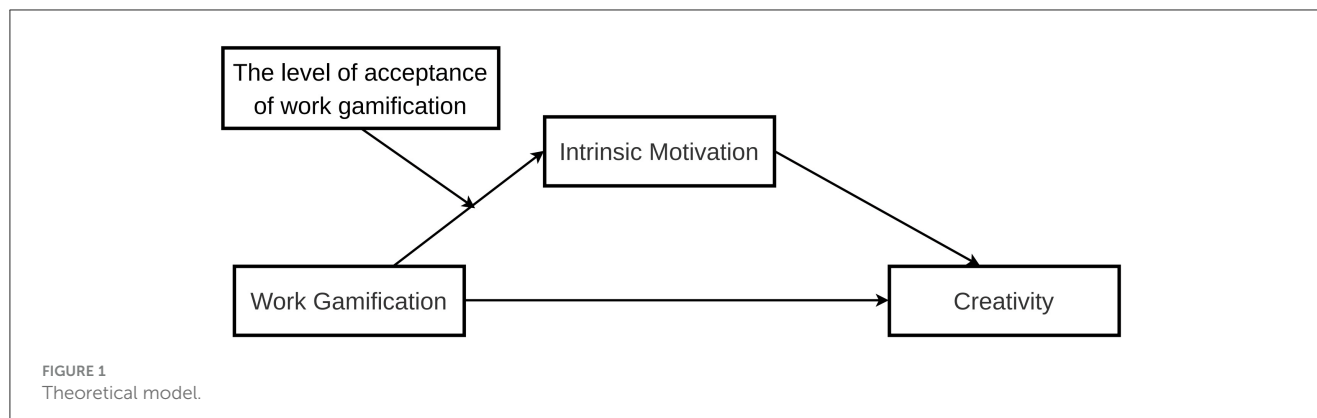 The level of acceptance
of work gamification
Intrinsic Motivation
Work Gamification
Creativity
FIGURE 1
Theoretical model.